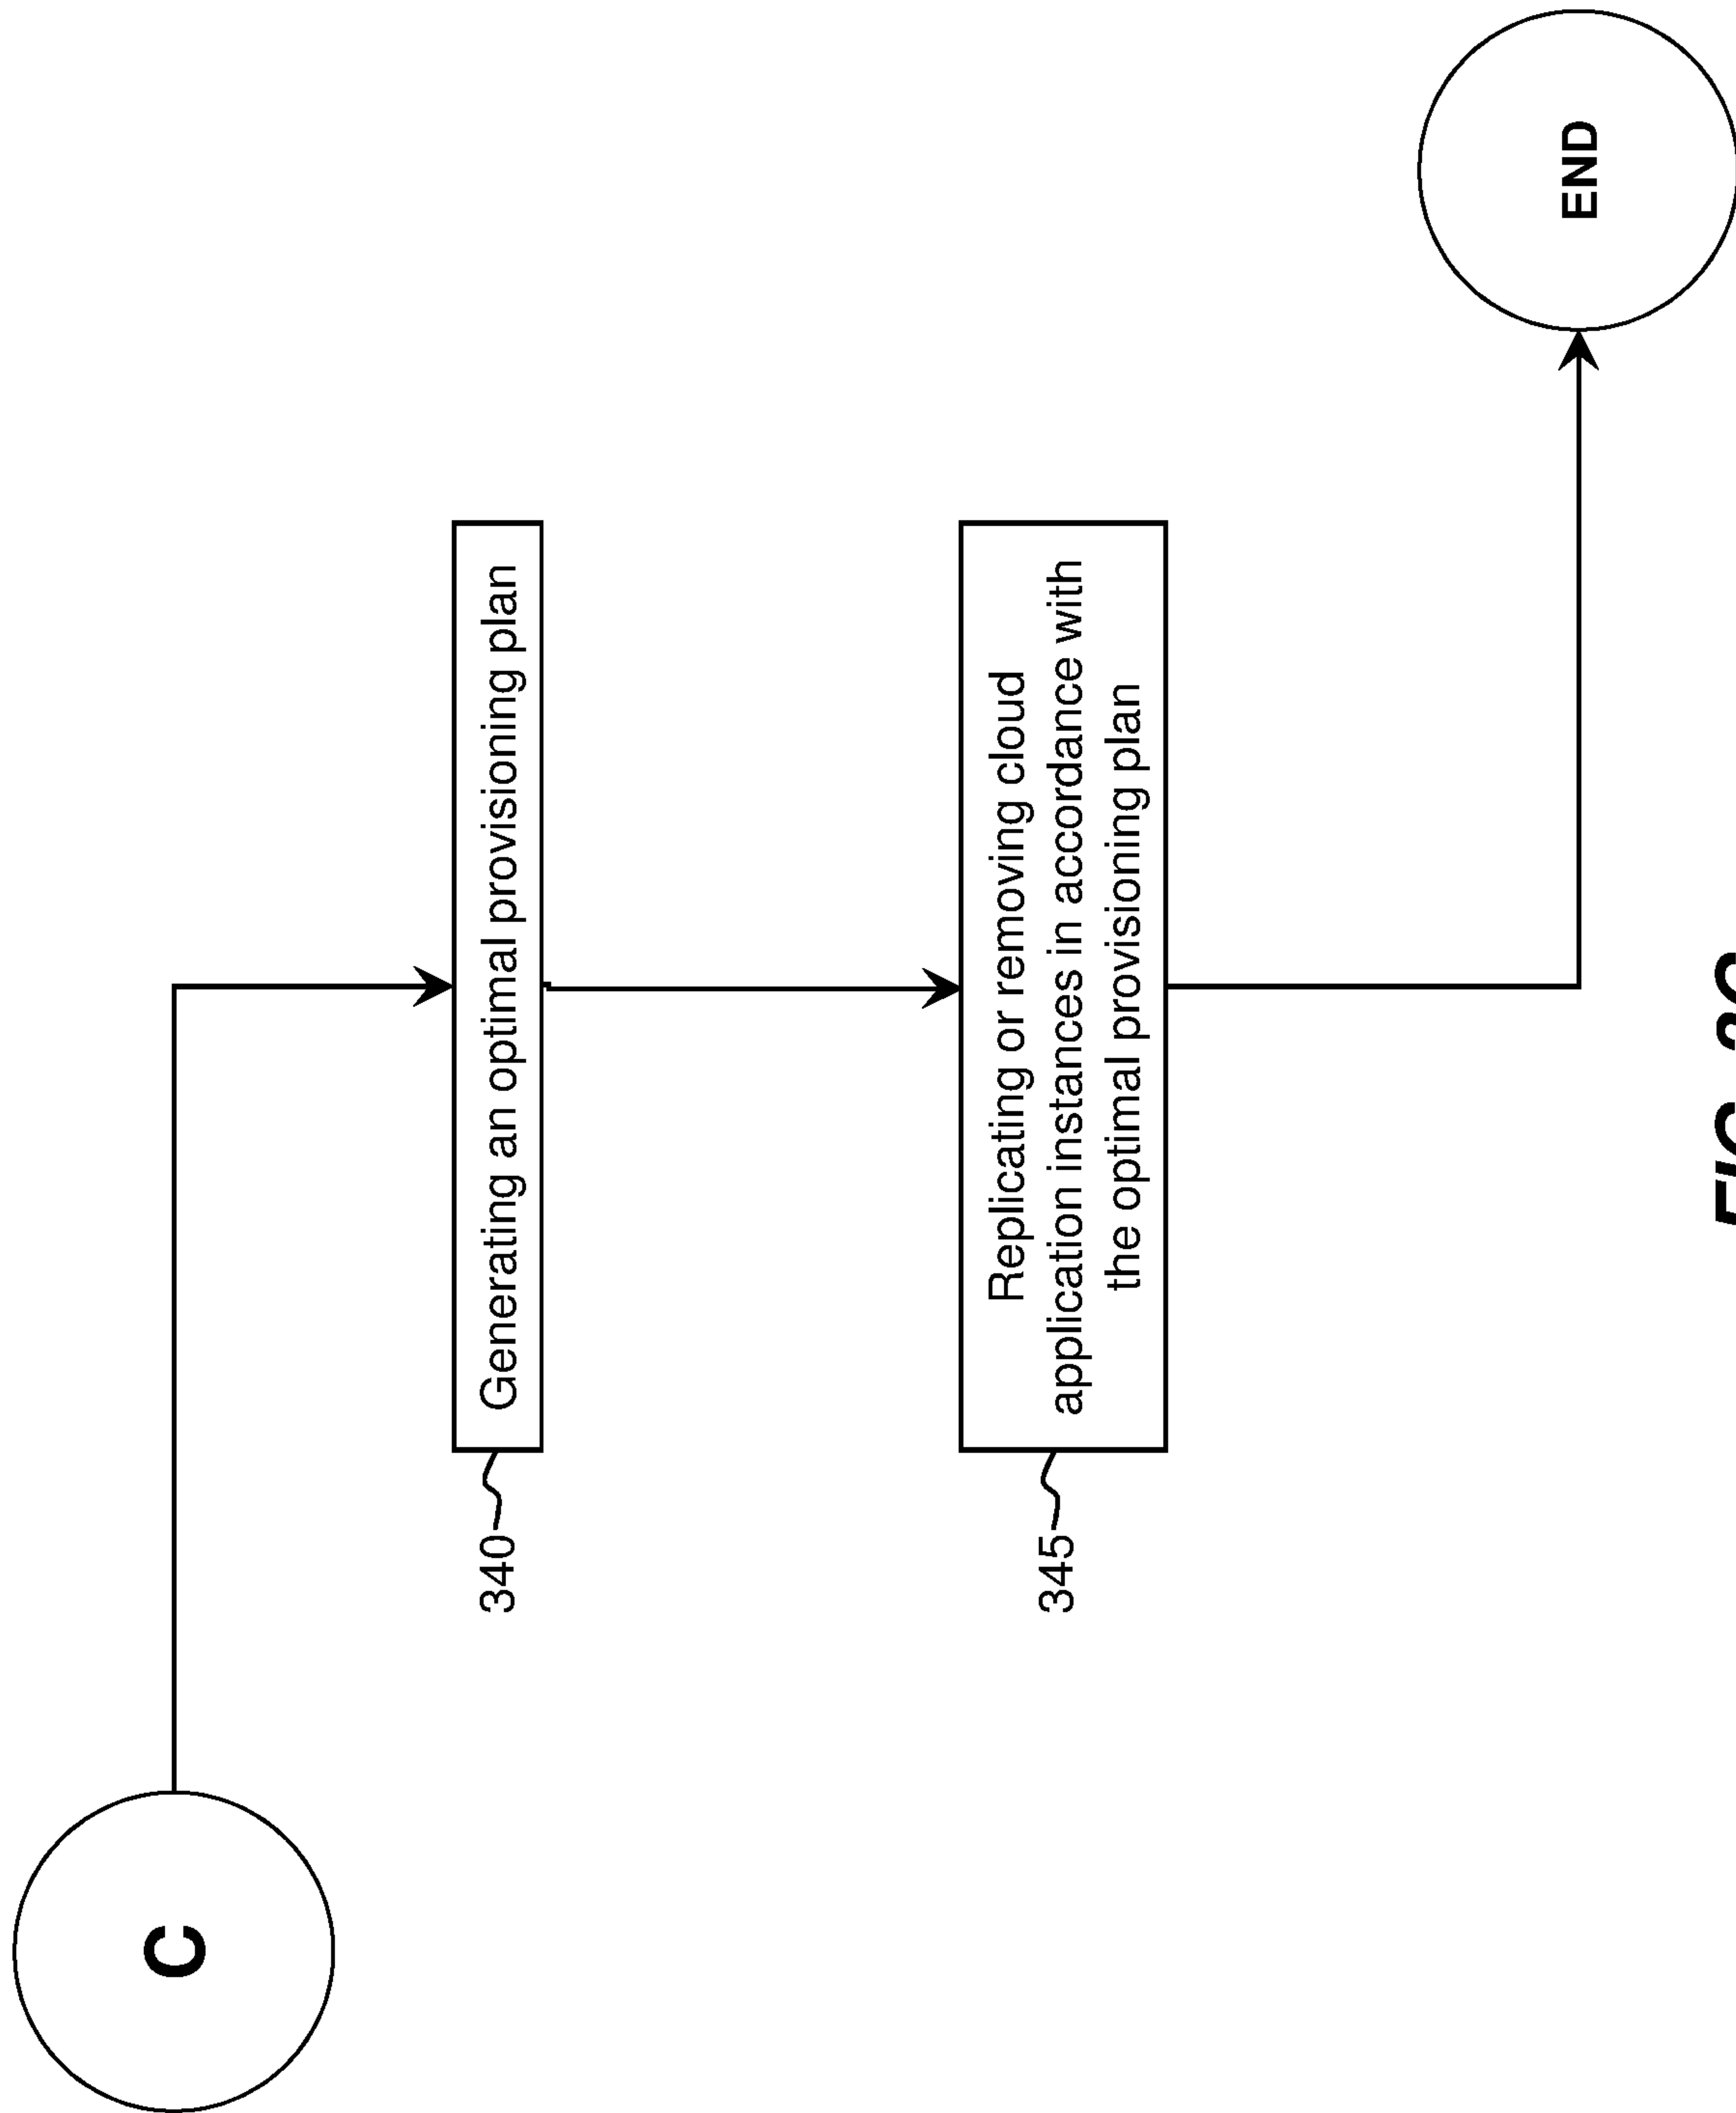 C
340
Generating an optimal provisioning plan
345
Replicating or removing cloud
application instances in accordance with
the optimal provisioning plan
END